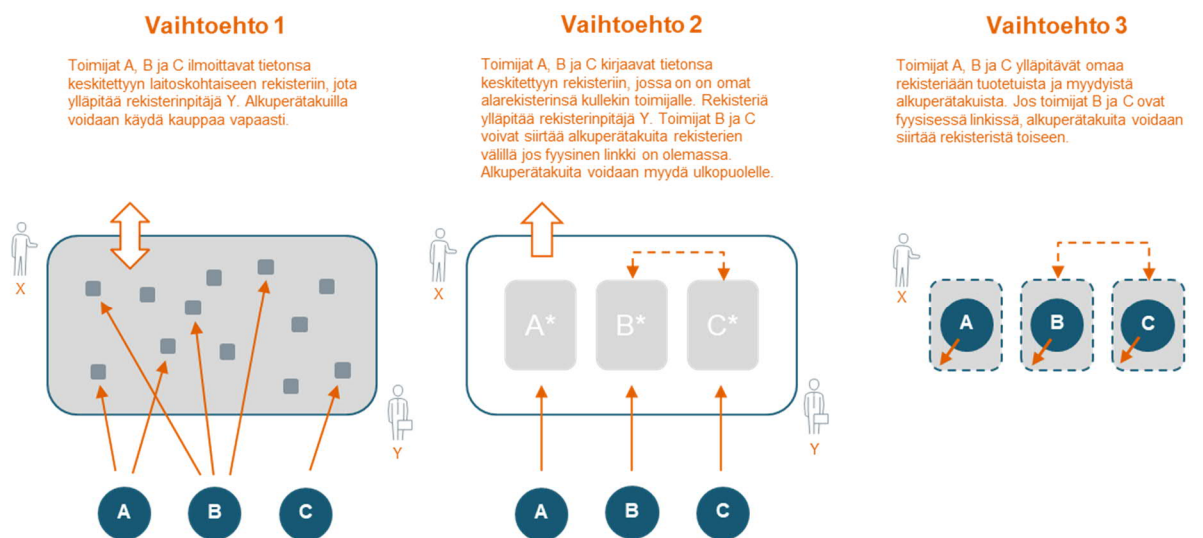 Vaihtoehto 1
Toimijat A, B ja C ilmoittavat tietonsa
keskitettyyn laitoskohtaiseen rekisteriin, jota
ylläpitää rekisterinpitäjä Y. Alkuperätakuilla
voidaan käydä kauppaa vapaasti.
X
Y
A
B
C
Vaihtoehto 2
Toimijat A, B ja C kirjaavat tietonsa
keskitettyyn rekisteriin, jossa on on omat
alarekisterinsä kullekin toimijalle. Rekisteriä
ylläpitää rekisterinpitäjä Y. Toimijat B ja C
voivat siirtää alkuperätakuita rekisterien
välillä jos fyysinen linkki on olemassa.
Alkuperätakuita voidaan myydä ulkopuolelle.
X
A*
B*
C*
Y
A
B
C
Vaihtoehto 3
Toimijat A, B ja C ylläpitävät omaa
rekisteriään tuotetuista ja myydyistä
alkuperätakuista. Jos toimijat B ja C ovat
fyysisessä linkissä, alkuperätakuita voidaan
siirtää rekisteristä toiseen.
X
A
B
C